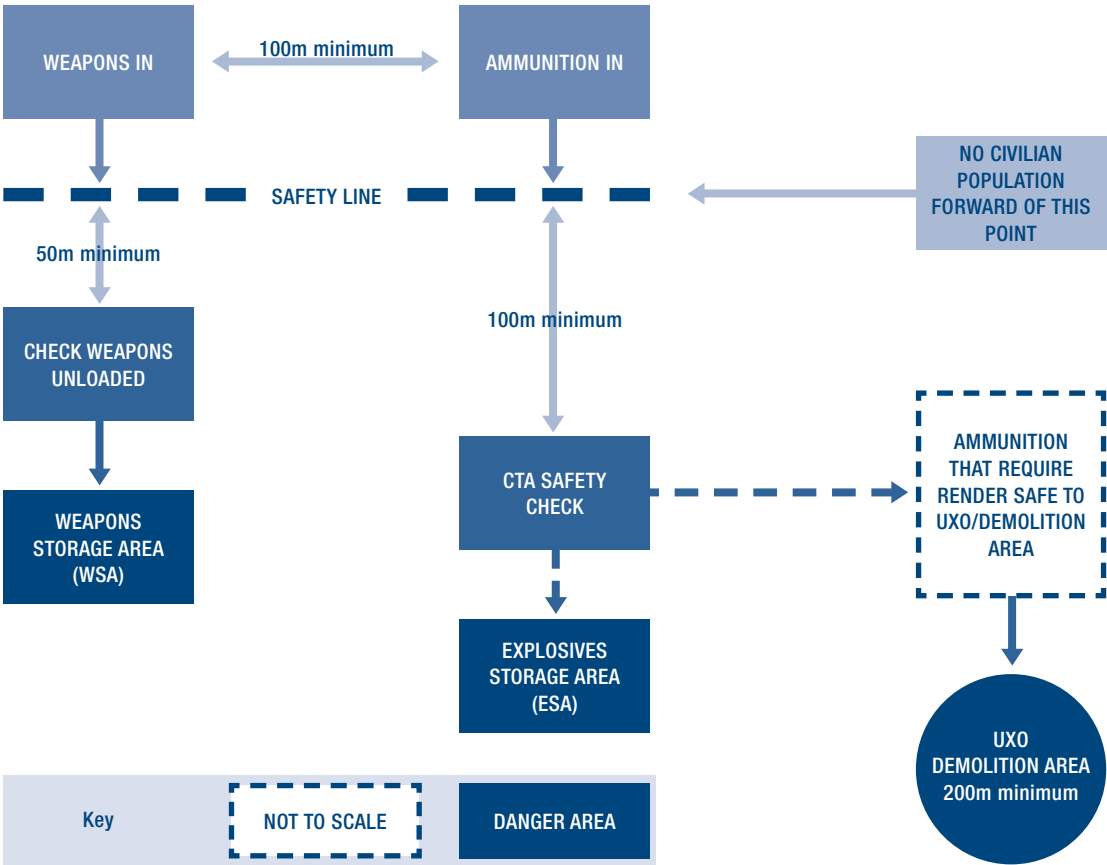 WEAPONS IN
100m minimum
AMMUNITION IN
NO CIVILIAN
POPULATION
FORWARD OF THIS
POINT
SAFETY LINE
50m minimum
100m minimum
CHECK WEAPONS
UNLOADED
WEAPONS
STORAGE AREA
(WSA)
CTA SAFETY
CHECK
AMMUNITION
THAT REQUIRE
RENDER SAFE TO
UXO/DEMOLITION
AREA
EXPLOSIVES
STORAGE AREA
(ESA)
UXO
DEMOLITION AREA
200m minimum
Key
NOT TO SCALE
DANGER AREA